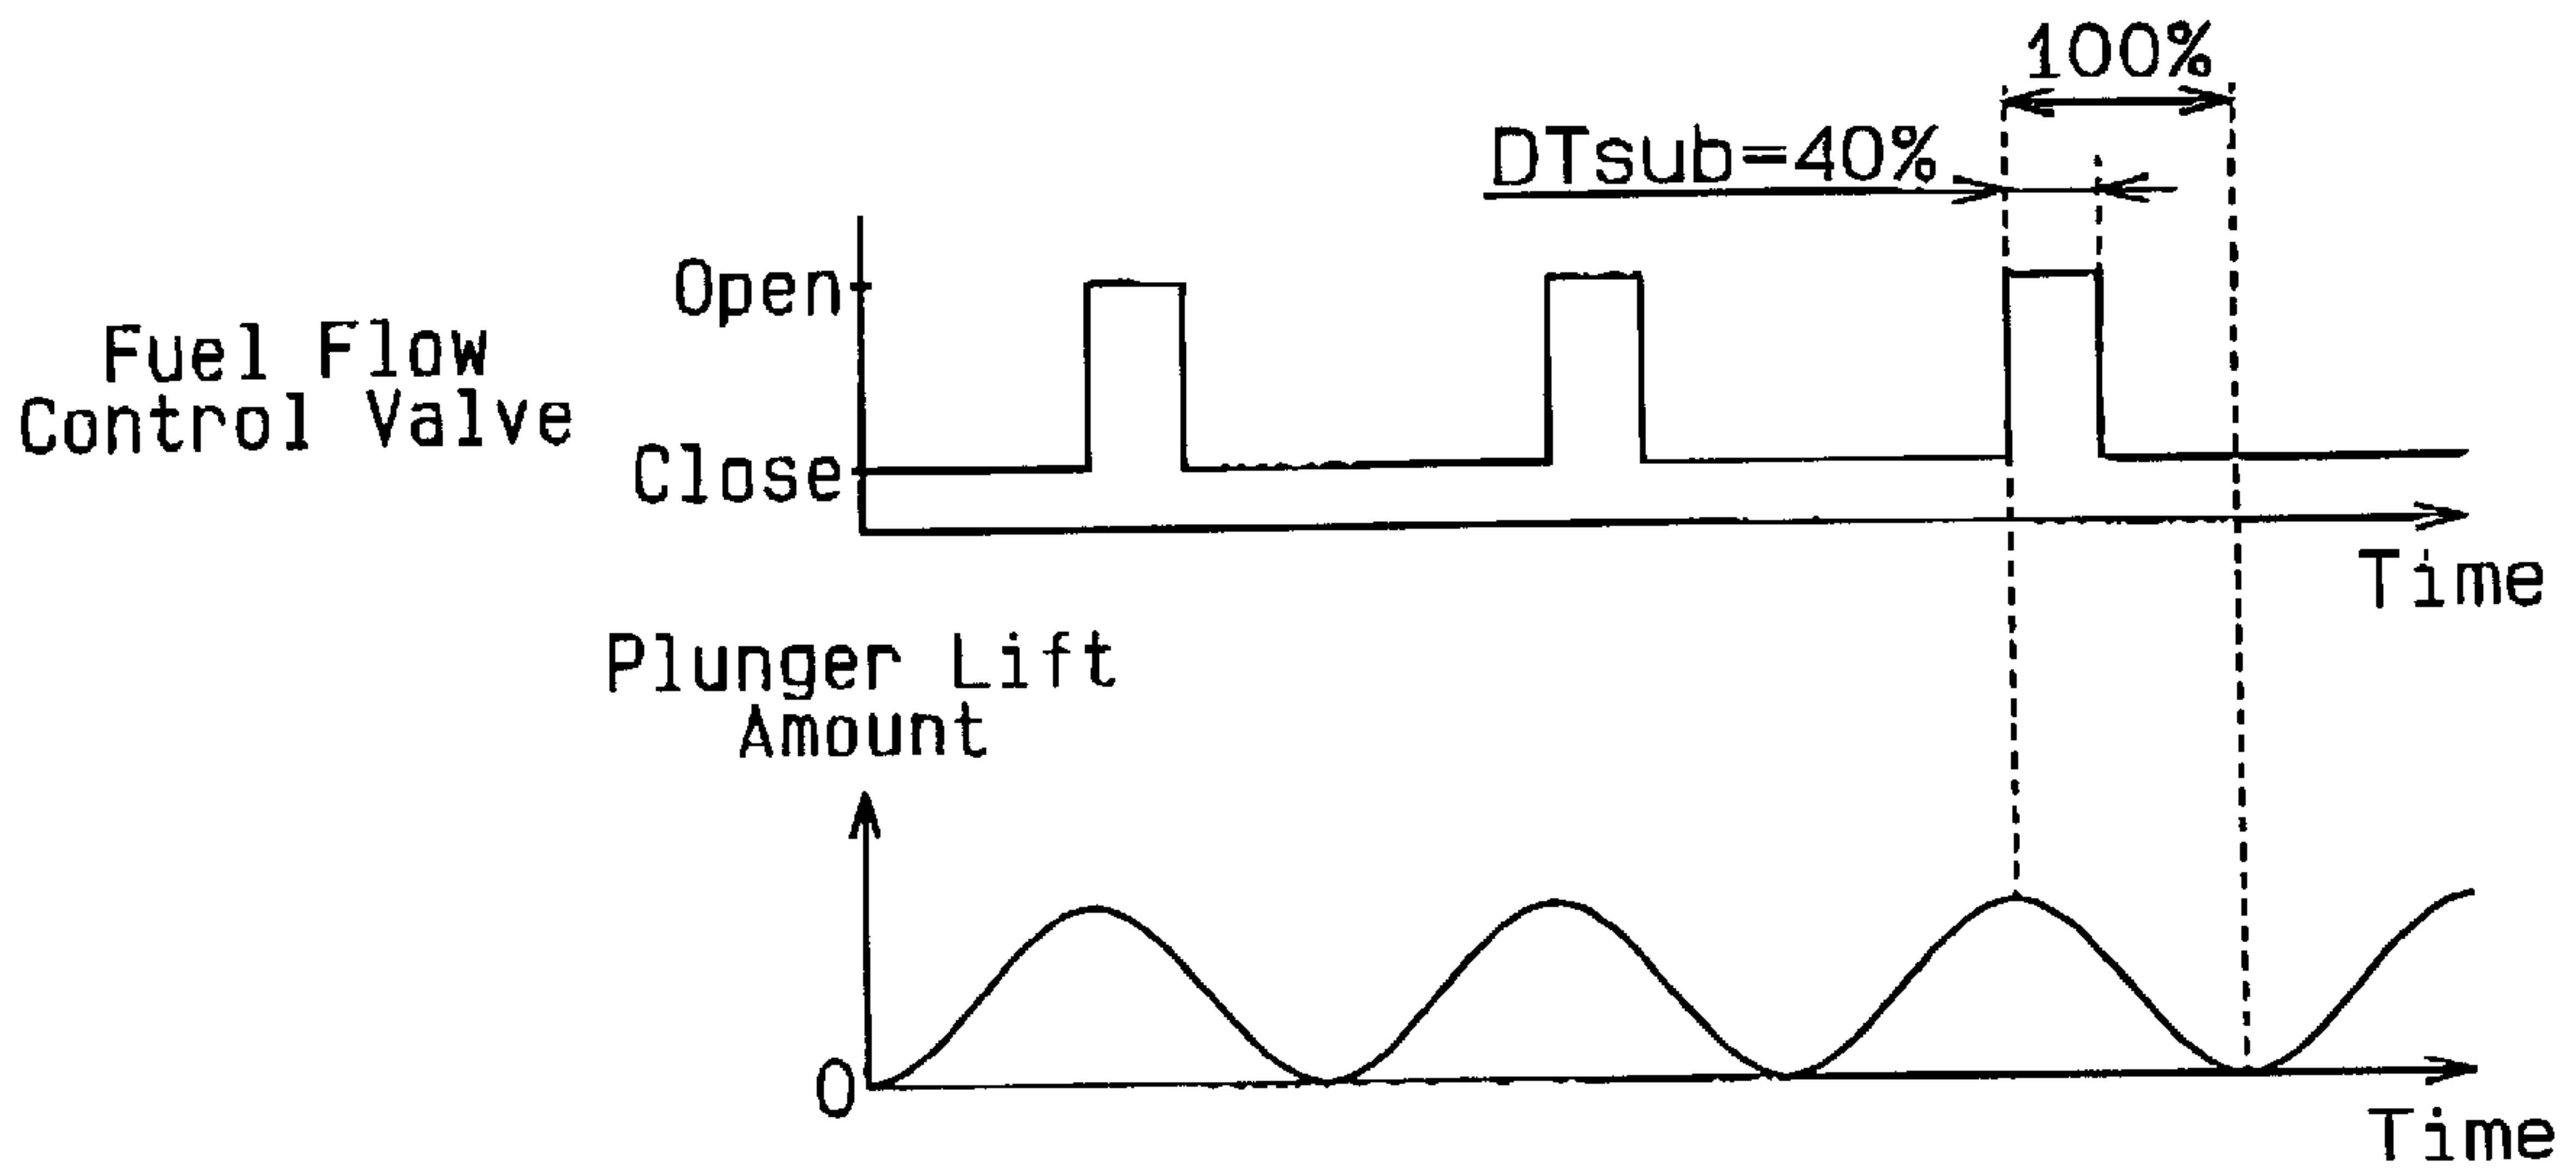 100%
DTsub=40%
Open
Fuel Flow
Control Valve
Close
Time
Plunger Lift
Amount
0
Time